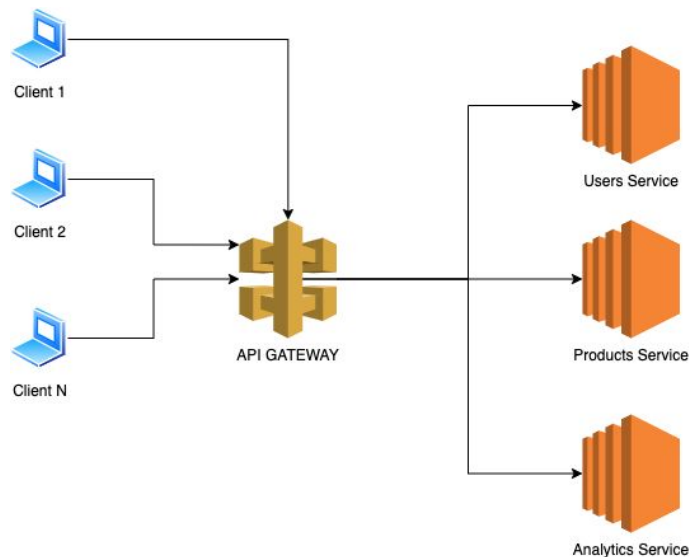 Client 1
Client 2
Client N
API GATEWAY
Users Service
Products Service
Analytics Service